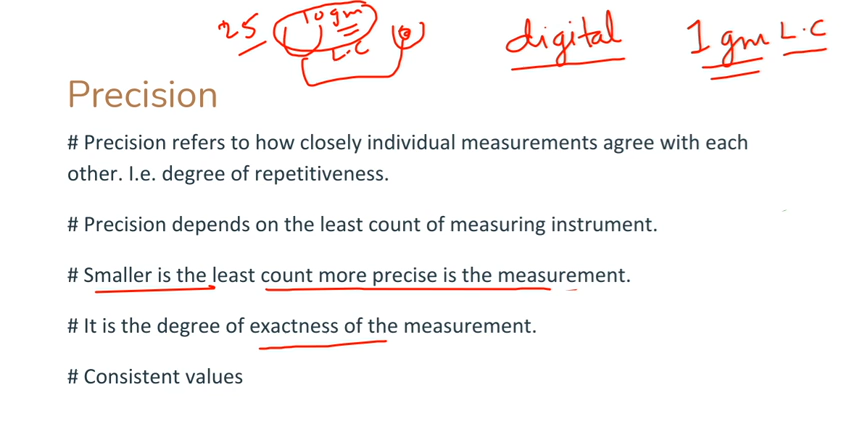 25 10 gm L.C digital 1 gm L.C
Precision
# Precision refers to how closely individual measurements agree with each
other. I.e. degree of repetitiveness.
# Precision depends on the least count of measuring instrument.
# Smaller is the least count more precise is the measurement.
# It is the degree of exactness of the measurement.
# Consistent values